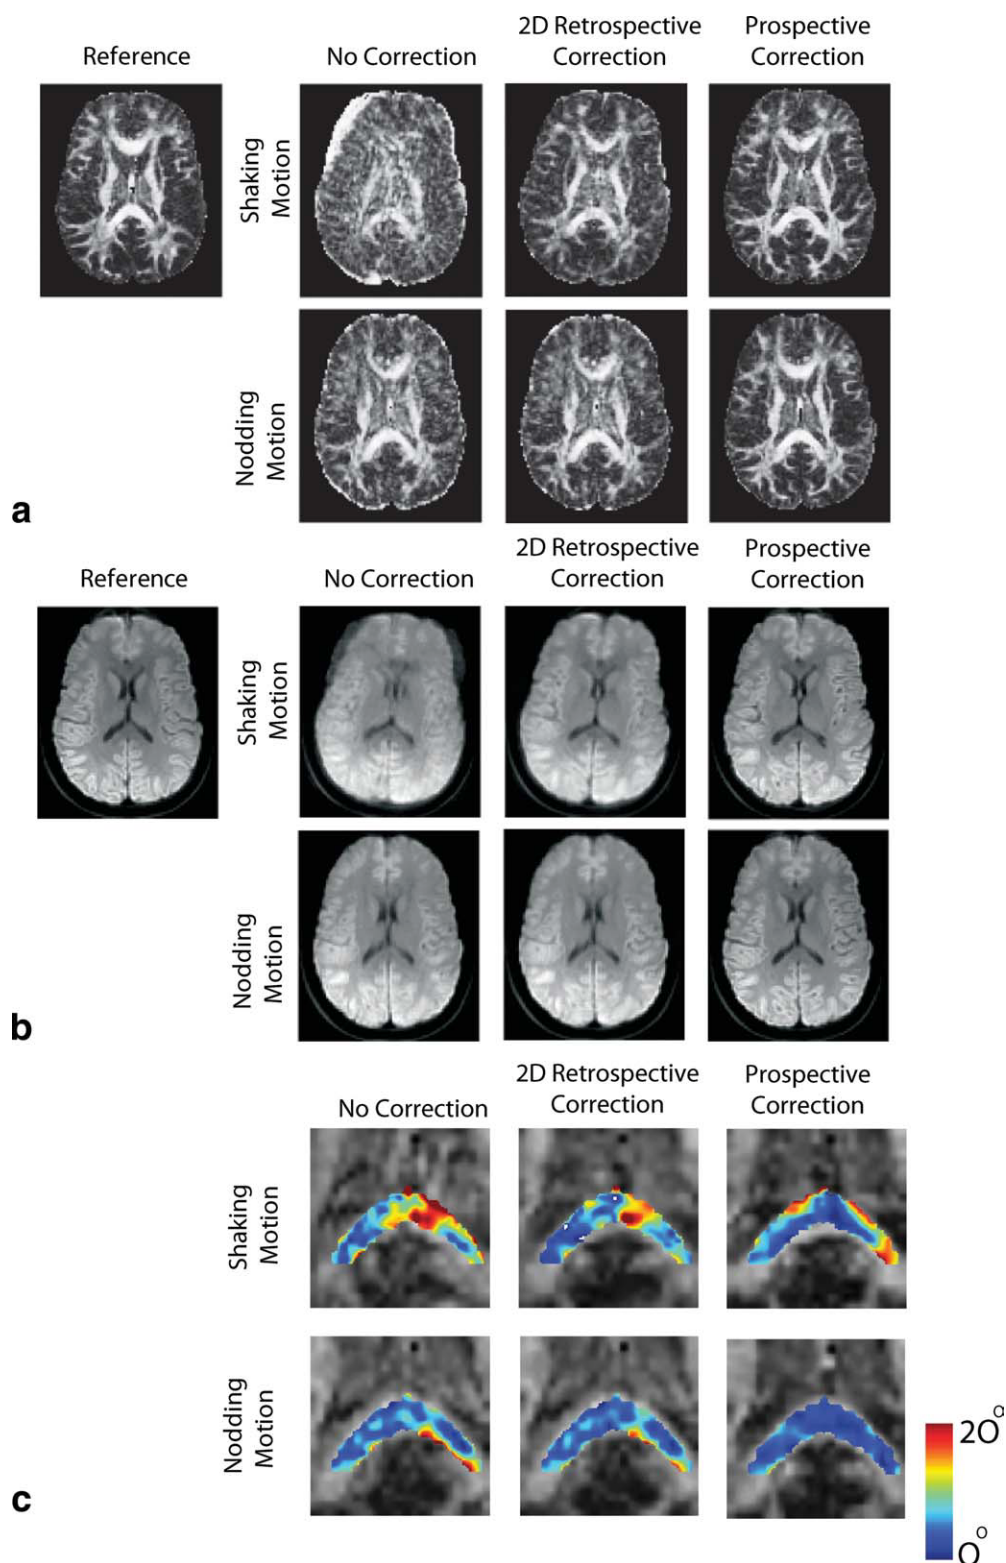 2D Retrospective
Correction
Prospective
Correction
Reference
No Correction
Shaking
Motion
Nodding
Motion
a
2D Retrospective
Correction
Prospective
Correction
Reference
No Correction
Shaking
Motion
Nodding
Motion
b
2D Retrospective
Correction
Prospective
Correction
No Correction
Shaking
Motion
Nodding
Motion
20°
0°
c